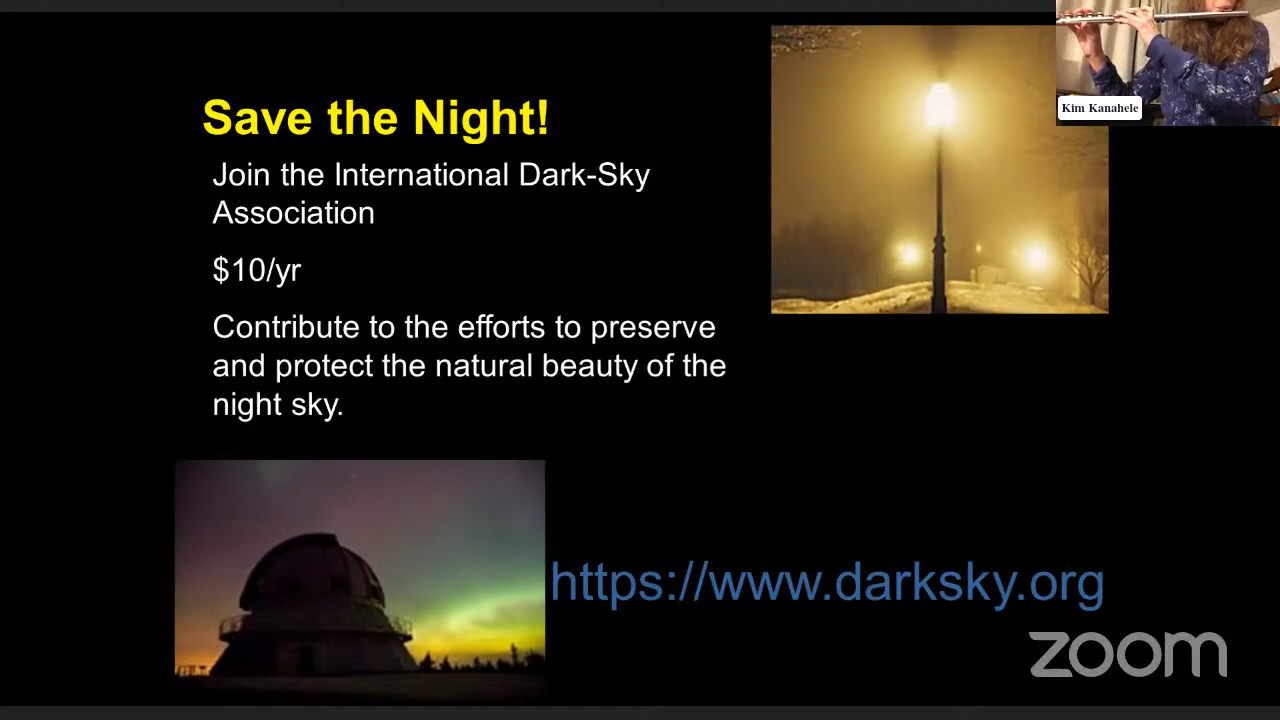 Save the Night!
Join the International Dark-Sky
Association
$10/yr
Contribute to the efforts to preserve
and protect the natural beauty of the
night sky.
Kim Kanahele
https://www.darksky.org
zoom